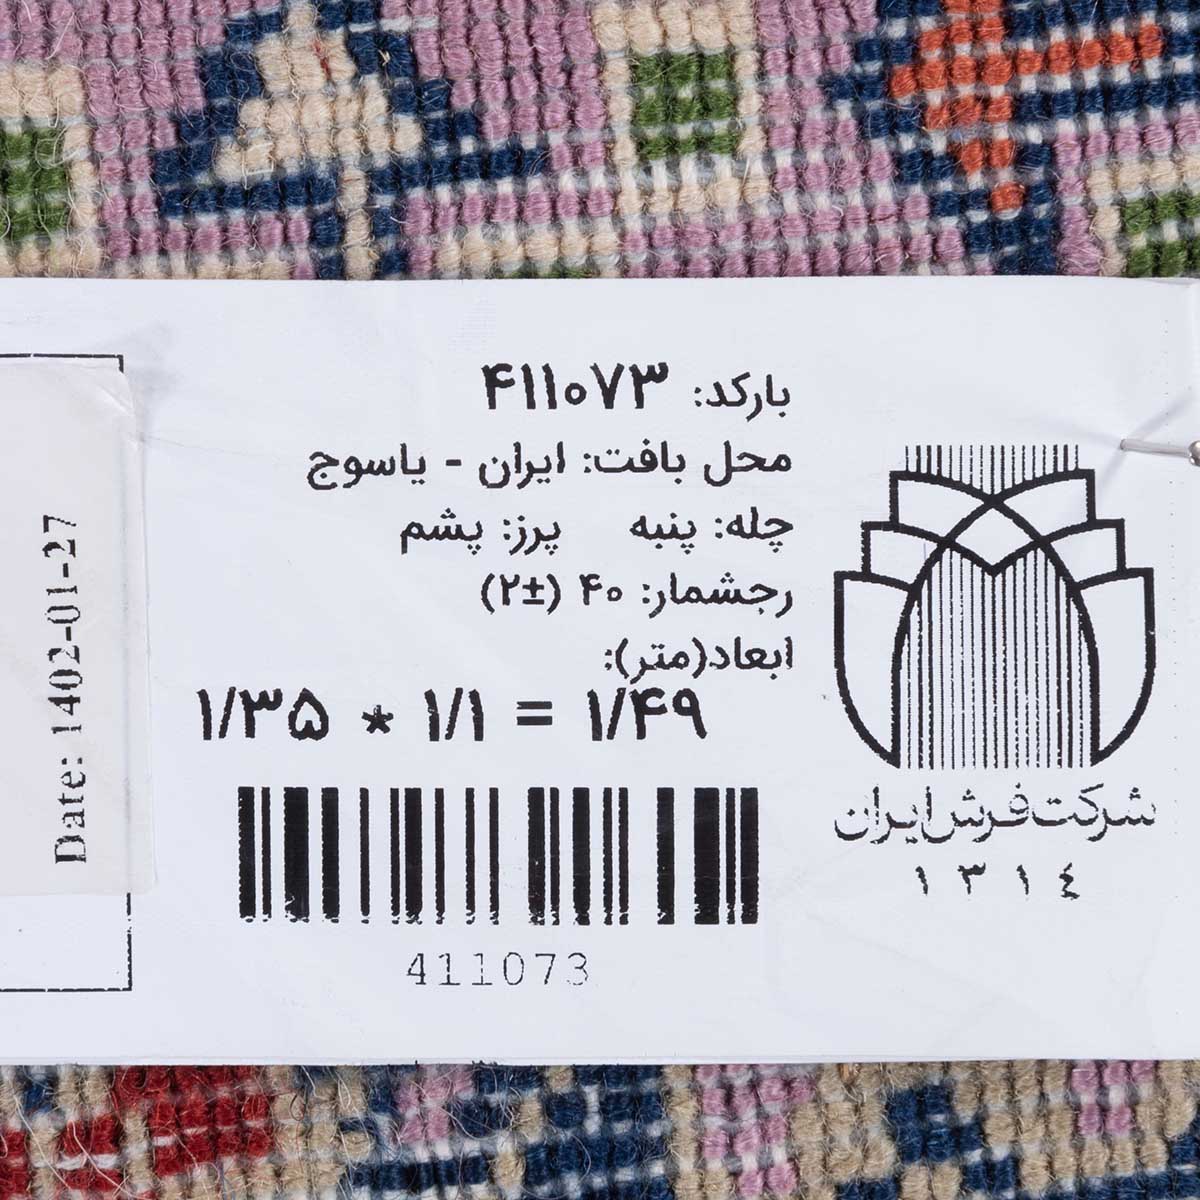 بارکد: ۴۱۱۰۷۳
محل بافت: ایران - یاسوج
چله: پنبه پرز: پشم
رجشمار: ۴۰ (±۲)
ابعاد(متر):
۱/۳۵ * ۱/۱ = ۱/۴۹
411073
شرکت فرش ایران
۱۳۱٤
Date: 1402-01-27